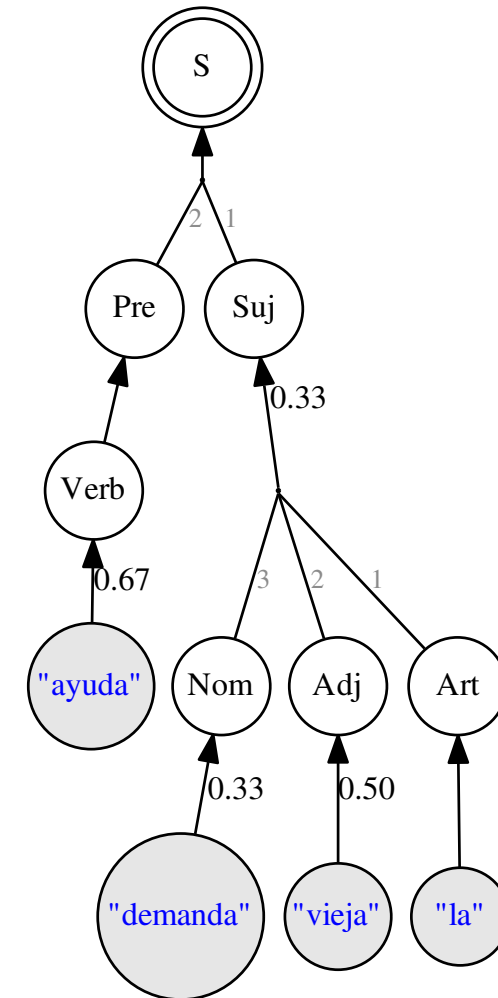 S
2 1
Pre Suj
0.33
Verb
0.67
3 2 1
"ayuda" Nom Adj Art
0.33 0.50
"demanda" "vieja" "la"